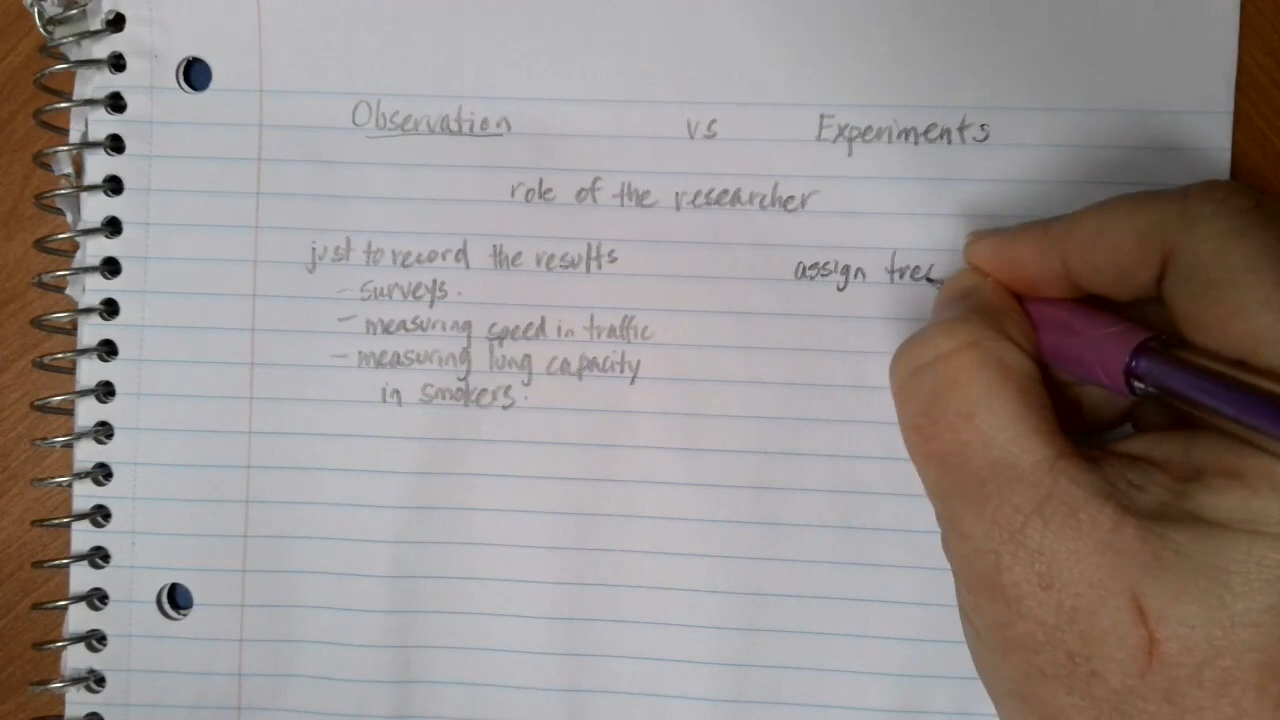 Observation vs Experiments
role of the researcher
just to record the results
- surveys.
- measuring speed in traffic
- measuring lung capacity
in smokers.
assign trea